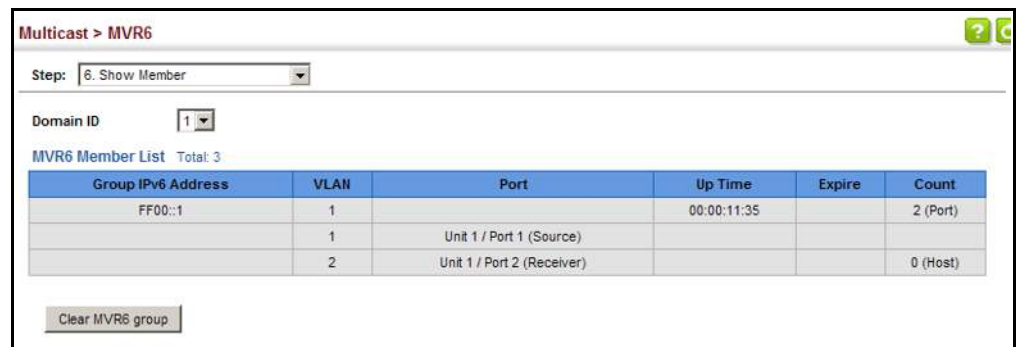 Multicast > MVR6
?
Step: 6. Show Member
Domain ID 1
MVR6 Member List Total: 3
Group IPv6 Address VLAN Port Up Time Expire Count
FF00::1 1 00:00:11:35 2 (Port)
1 Unit 1 / Port 1 (Source)
2 Unit 1 / Port 2 (Receiver) 0 (Host)
Clear MVR6 group